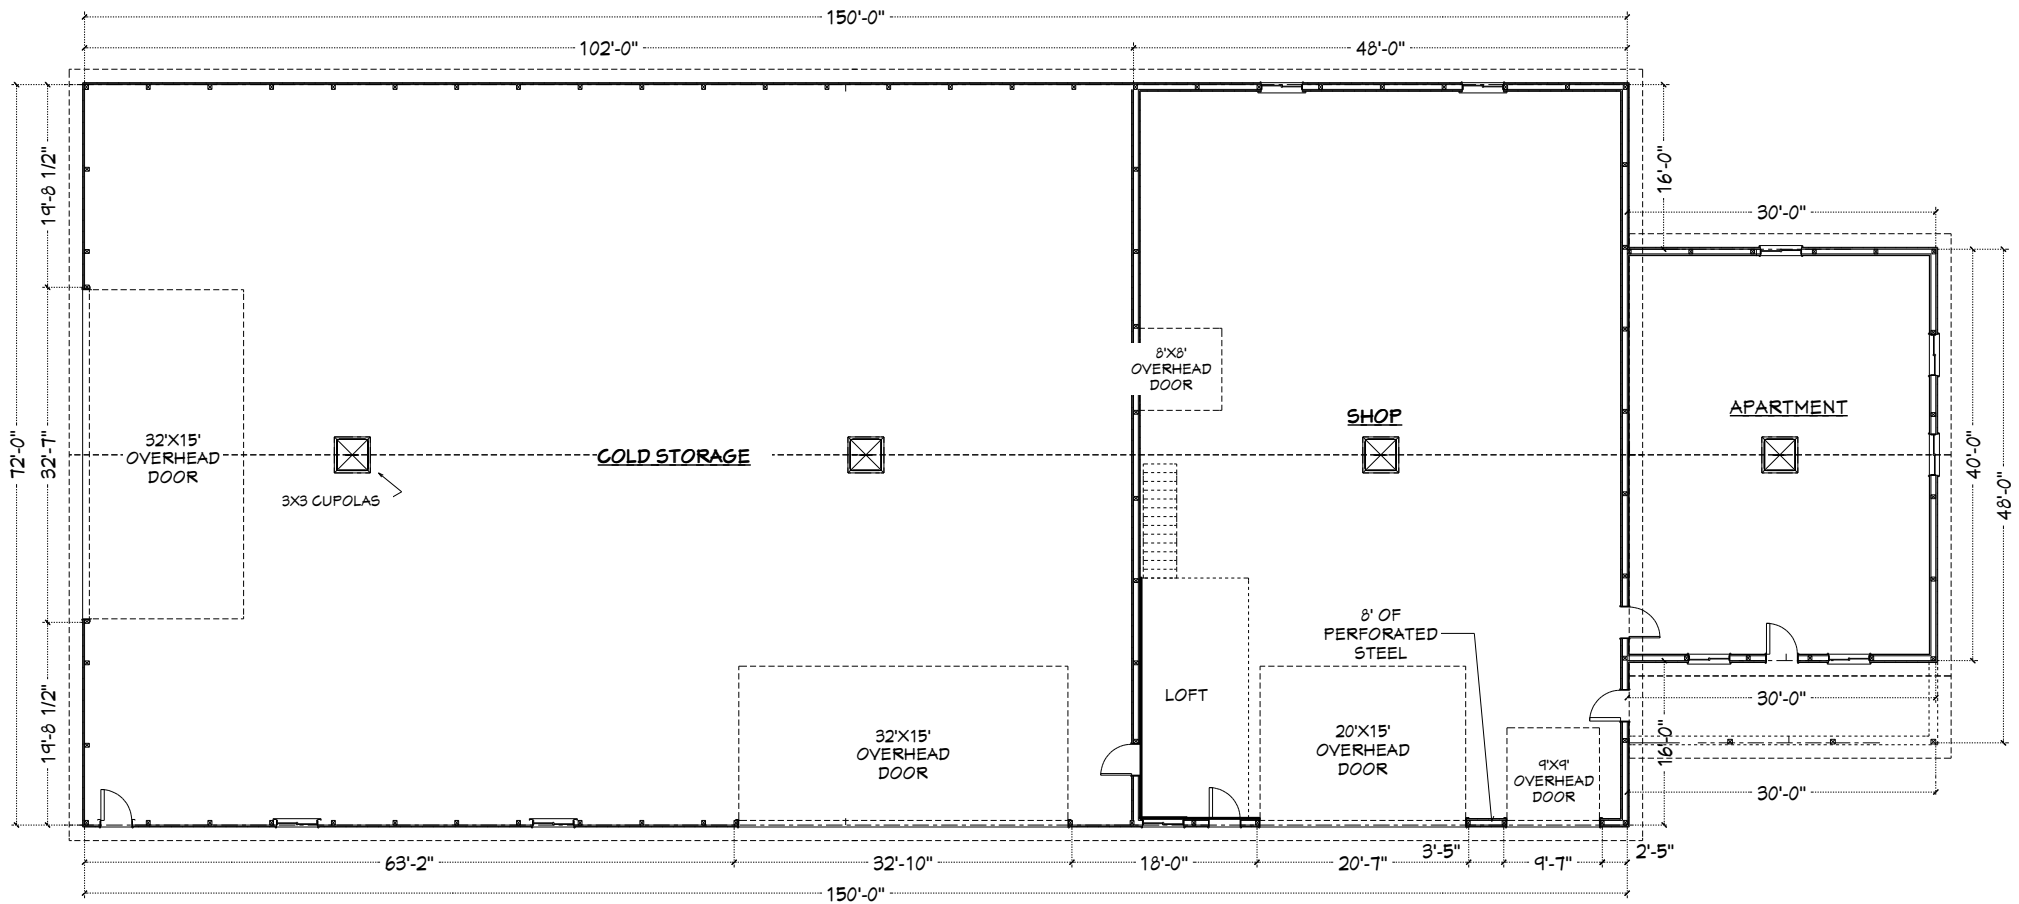 150'-0"
102'-0"
48'-0"
72'-0"
19'-8 1/2"
32'-7"
19'-8 1/2"
16'-0"
30'-0"
8'X8'
OVERHEAD
DOOR
SHOP
APARTMENT
32'X15'
OVERHEAD
DOOR
COLD STORAGE
3X3 CUPOLAS
40'-0"
48'-0"
8' OF
PERFORATED
STEEL
LOFT
30'-0"
32'X15'
OVERHEAD
DOOR
20'X15'
OVERHEAD
DOOR
9'X9'
OVERHEAD
DOOR
16'-0"
30'-0"
63'-2"
32'-10"
18'-0"
20'-7"
3'-5"
9'-7"
2'-5"
150'-0"